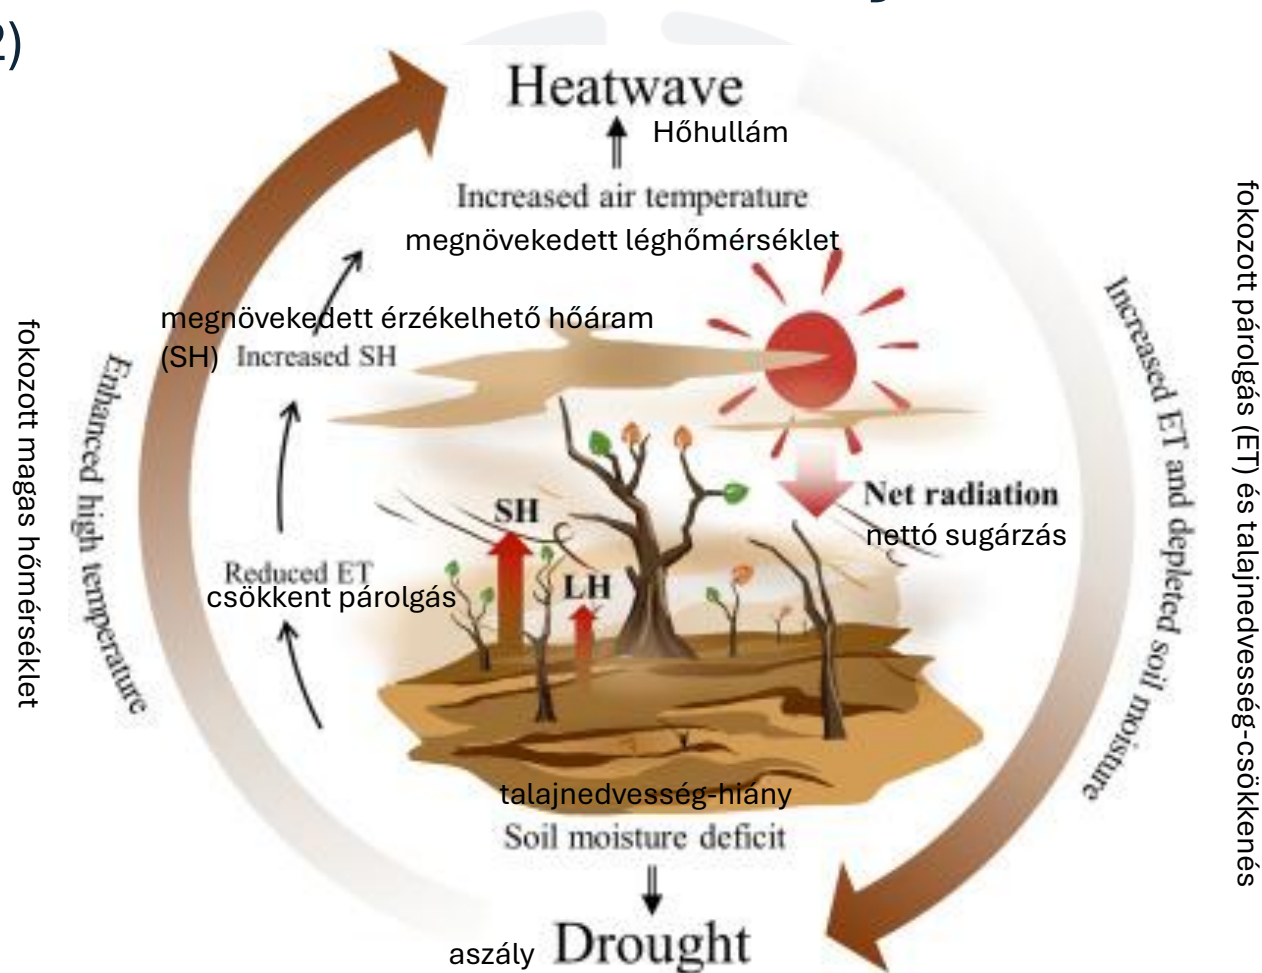 2)
Heatwave
Hőhullám
Increased air temperature
megnövekedett léghőmérséklet
megnövekedett érzékelhető hőáram
(SH) Increased SH
fokozott magas hőmérséklet
Enhanced high temperature
Increased ET and depleted soil moisture
fokozott párolgás (ET) és talajnedvesség-csökkenés
SH
Net radiation
nettó sugárzás
LH
Reduced ET
csökkent párolgás
talajnedvesség-hiány
Soil moisture deficit
aszály Drought